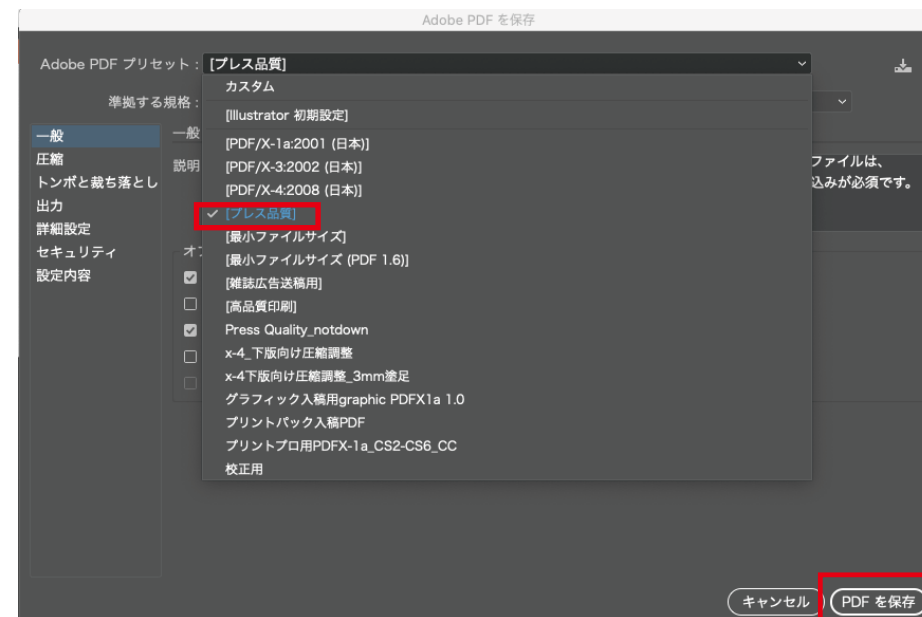 Adobe PDF を保存
Adobe PDF プリセット : [プレス品質]
カスタム
準拠する規格 :
[Illustrator 初期設定]
一般
一般
[PDF/X-1a:2001 (日本)]
圧縮
説明
[PDF/X-3:2002 (日本)]
ファイルは、
トンボと裁ち落とし
[PDF/X-4:2008 (日本)]
込みが必須です。
出力
[プレス品質]
詳細設定
[最小ファイルサイズ]
セキュリティ
オプ
[最小ファイルサイズ (PDF 1.6)]
設定内容
[雑誌広告送稿用]
[高品質印刷]
Press Quality_notdown
x-4_下版向け圧縮調整
x-4下版向け圧縮調整_3mm塗足
グラフィック入稿用graphic PDFX1a 1.0
プリントパック入稿PDF
プリントプロ用PDFX-1a_CS2-CS6_CC
校正用
キャンセル
PDF を保存